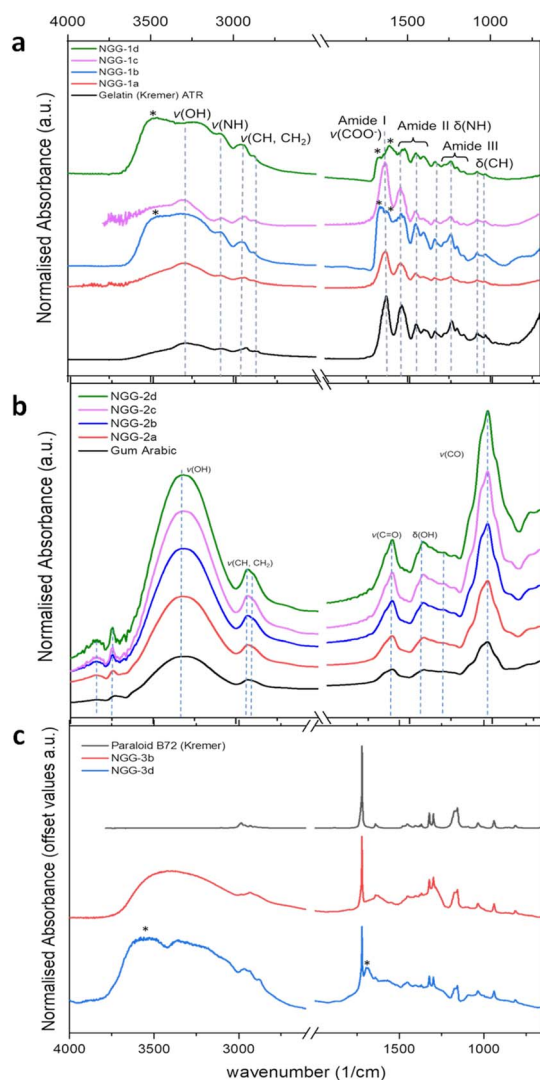 4000 3500 3000 1500 1000
a
NGG-1d
NGG-1c
NGG-1b
NGG-1a
Gelatin (Kremer) ATR
*
ν(OH)
ν(NH)
ν(CH, CH₂)
Amide I
ν(COO⁻)
Amide II δ(NH)
Amide III
δ(CH)
* *
*
* *
Normalised Absorbance (a.u.)
b
NGG-2d
NGG-2c
NGG-2b
NGG-2a
Gum Arabic
ν(OH)
ν(CH, CH₂)
ν(C=O)
δ(OH)
ν(CO)
Normalised Absorbance (a.u.)
c
Paraloid B72 (Kremer)
NGG-3b
NGG-3d
*
*
Normalised Absorbance (offset values a.u.)
4000 3500 3000 1500 1000
wavenumber (1/cm)